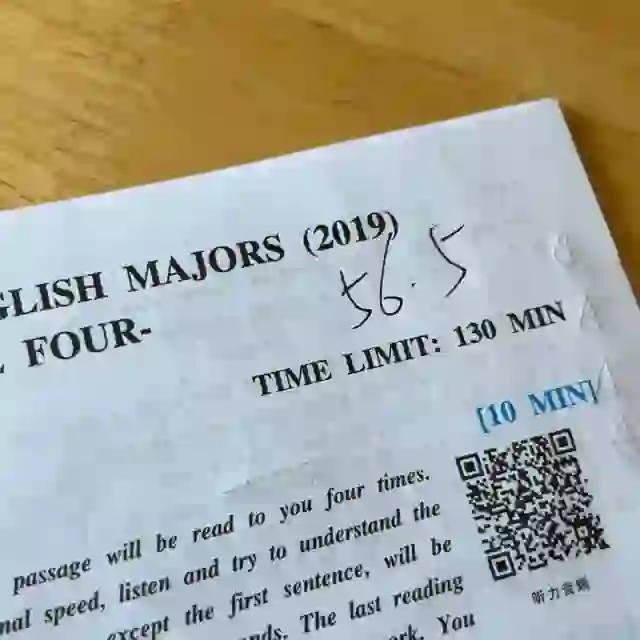 GLISH MAJORS (2019)
56.5
FOUR-
TIME LIMIT: 130 MIN
[10 MIN]
passage will be read to you four times.
nal speed, listen and try to understand the
except the first sentence, will be
nds. The last reading
ork. You
听力音频